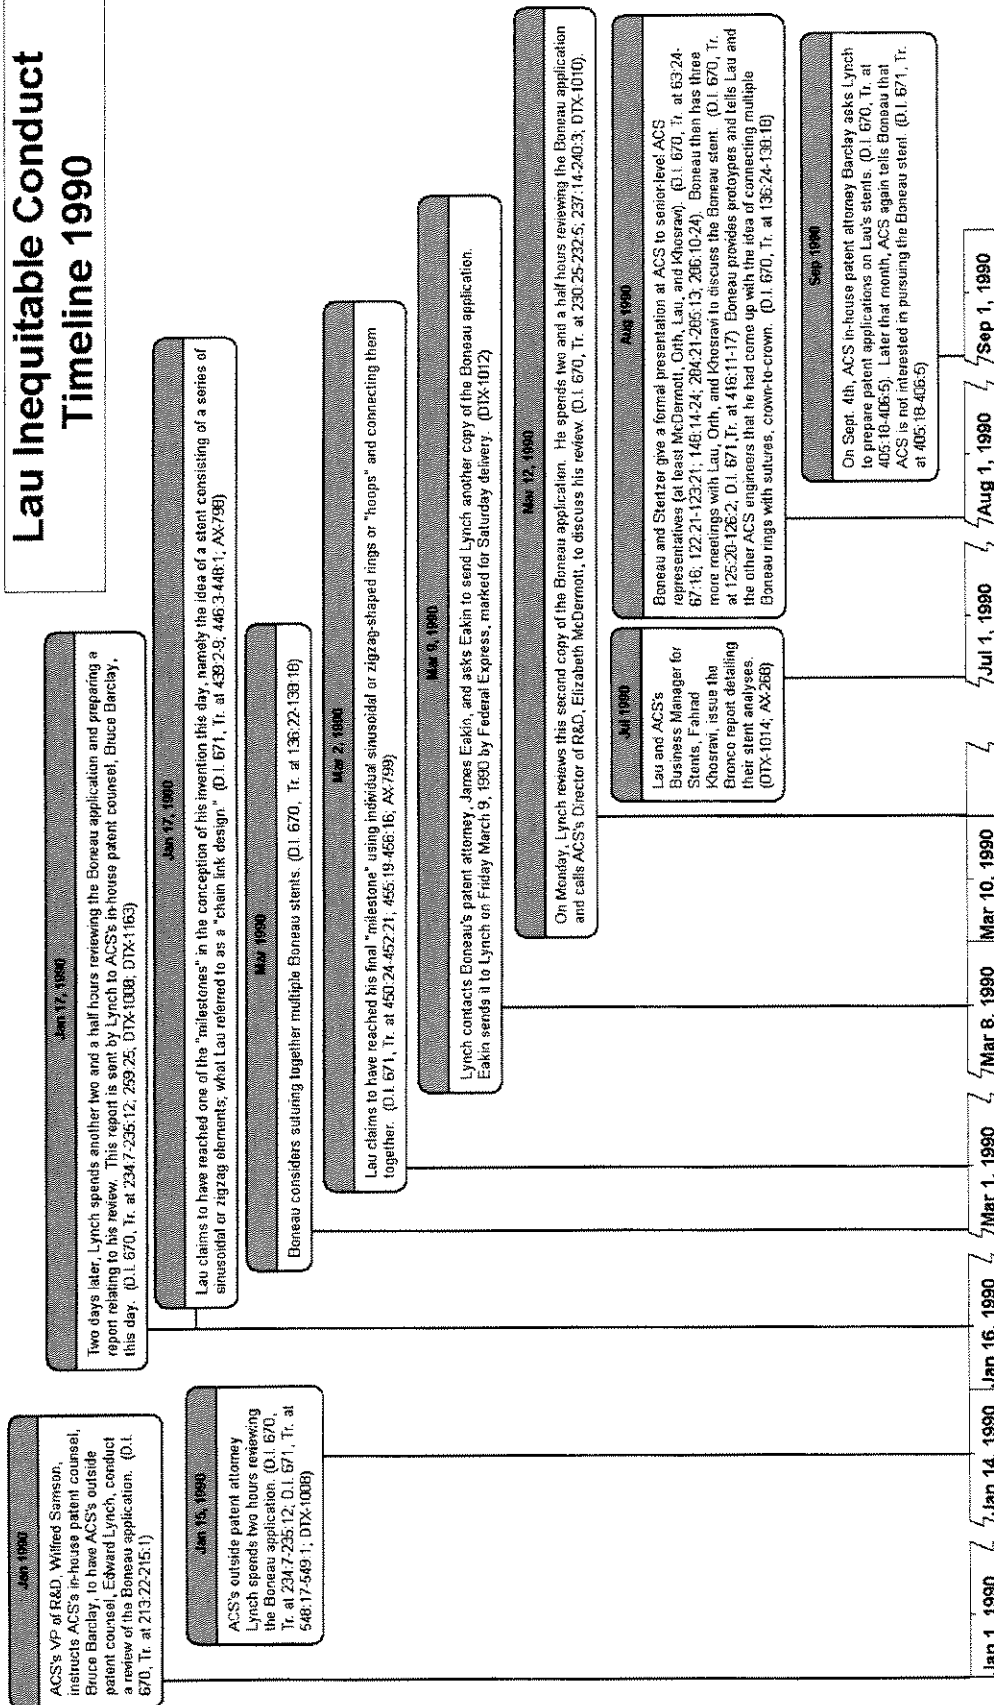 Lau Inequitable Conduct
Timeline 1990
Jan 1990
ACS's VP of R&D, Wilfred Samson,
instructs ACS's in-house patent counsel,
Bruce Barclay, to have ACS's outside
patent counsel, Edward Lynch, conduct
a review of the Boneau application. (D.I.
670, Tr. at 213:22-215:1)
Jan 15, 1990
ACS's outside patent attorney
Lynch spends two hours reviewing
the Boneau application. (D.I. 670,
Tr. at 234:7-235:12; D.I. 671, Tr. at
548:17-549:1; DTX-1008)
Jan 17, 1990
Two days later, Lynch spends another two and a half hours reviewing the Boneau application and preparing a
report relating to his review. This report is sent by Lynch to ACS's in-house patent counsel, Bruce Barclay,
this day. (D.I. 670, Tr. at 234:7-235:12; 259:25; DTX-1008; DTX-1163)
Jan 17, 1990
Lau claims to have reached one of the "milestones" in the conception of his invention this day, namely the idea of a stent consisting of a series of
sinusoidal or zigzag elements; what Lau referred to as a "chain link design." (D.I. 671, Tr. at 439:2-9; 446:3-448:1; AX-798)
Mar 1990
Boneau considers suturing together multiple Boneau stents. (D.I. 670, Tr. at 136:22-138:18)
Mar 2, 1990
Lau claims to have reached his final "milestone" using individual sinusoidal or zigzag-shaped rings or "hoops" and connecting them
together. (D.I. 671, Tr. at 450:24-452:21; 455:19-456:16; AX-799)
Mar 9, 1990
Lynch contacts Boneau's patent attorney, James Eakin, and asks Eakin to send Lynch another copy of the Boneau application.
Eakin sends it to Lynch on Friday March 9, 1990 by Federal Express, marked for Saturday delivery. (DTX-1012)
Mar 12, 1990
On Monday, Lynch reviews this second copy of the Boneau application. He spends two and a half hours reviewing the Boneau application
and calls ACS's Director of R&D, Elizabeth McDermott, to discuss his review. (D.I. 670, Tr. at 230:25-232:5; 237:14-240:3; DTX-1010).
Jul 1990
Lau and ACS's
Business Manager for
Stents, Fahrad
Khosravi, issue the
Bronco report detailing
their stent analyses.
(DTX-1014; AX-268)
Aug 1990
Boneau and Stertzer give a formal presentation at ACS to senior-level ACS
representatives (at least McDermott, Orth, Lau, and Khosravi). (D.I. 670, Tr. at 63:24-
67:16; 122:21-123:21; 148:14-24; 284:21-285:13; 286:10-24). Boneau then has three
more meetings with Lau, Orth, and Khosravi to discuss the Boneau stent. (D.I. 670, Tr.
at 125:20-126:2; D.I. 671,Tr. at 416:11-17) Boneau provides protoypes and tells Lau and
the other ACS engineers that he had come up with the idea of connecting multiple
Boneau rings with sutures, crown-to-crown. (D.I. 670, Tr. at 136:24-138:18)
Sep 1990
On Sept. 4th, ACS in-house patent attorney Barclay asks Lynch
to prepare patent applications on Lau's stents. (D.I. 670, Tr. at
405:18-406:5). Later that month, ACS again tells Boneau that
ACS is not interested in pursuing the Boneau stent. (D.I. 671, Tr.
at 405:18-406:5)
Jan 1, 1990 Jan 14, 1990 Jan 16, 1990 Mar 1, 1990 Mar 8, 1990 Mar 10, 1990 Jul 1, 1990 Aug 1, 1990 Sep 1, 1990